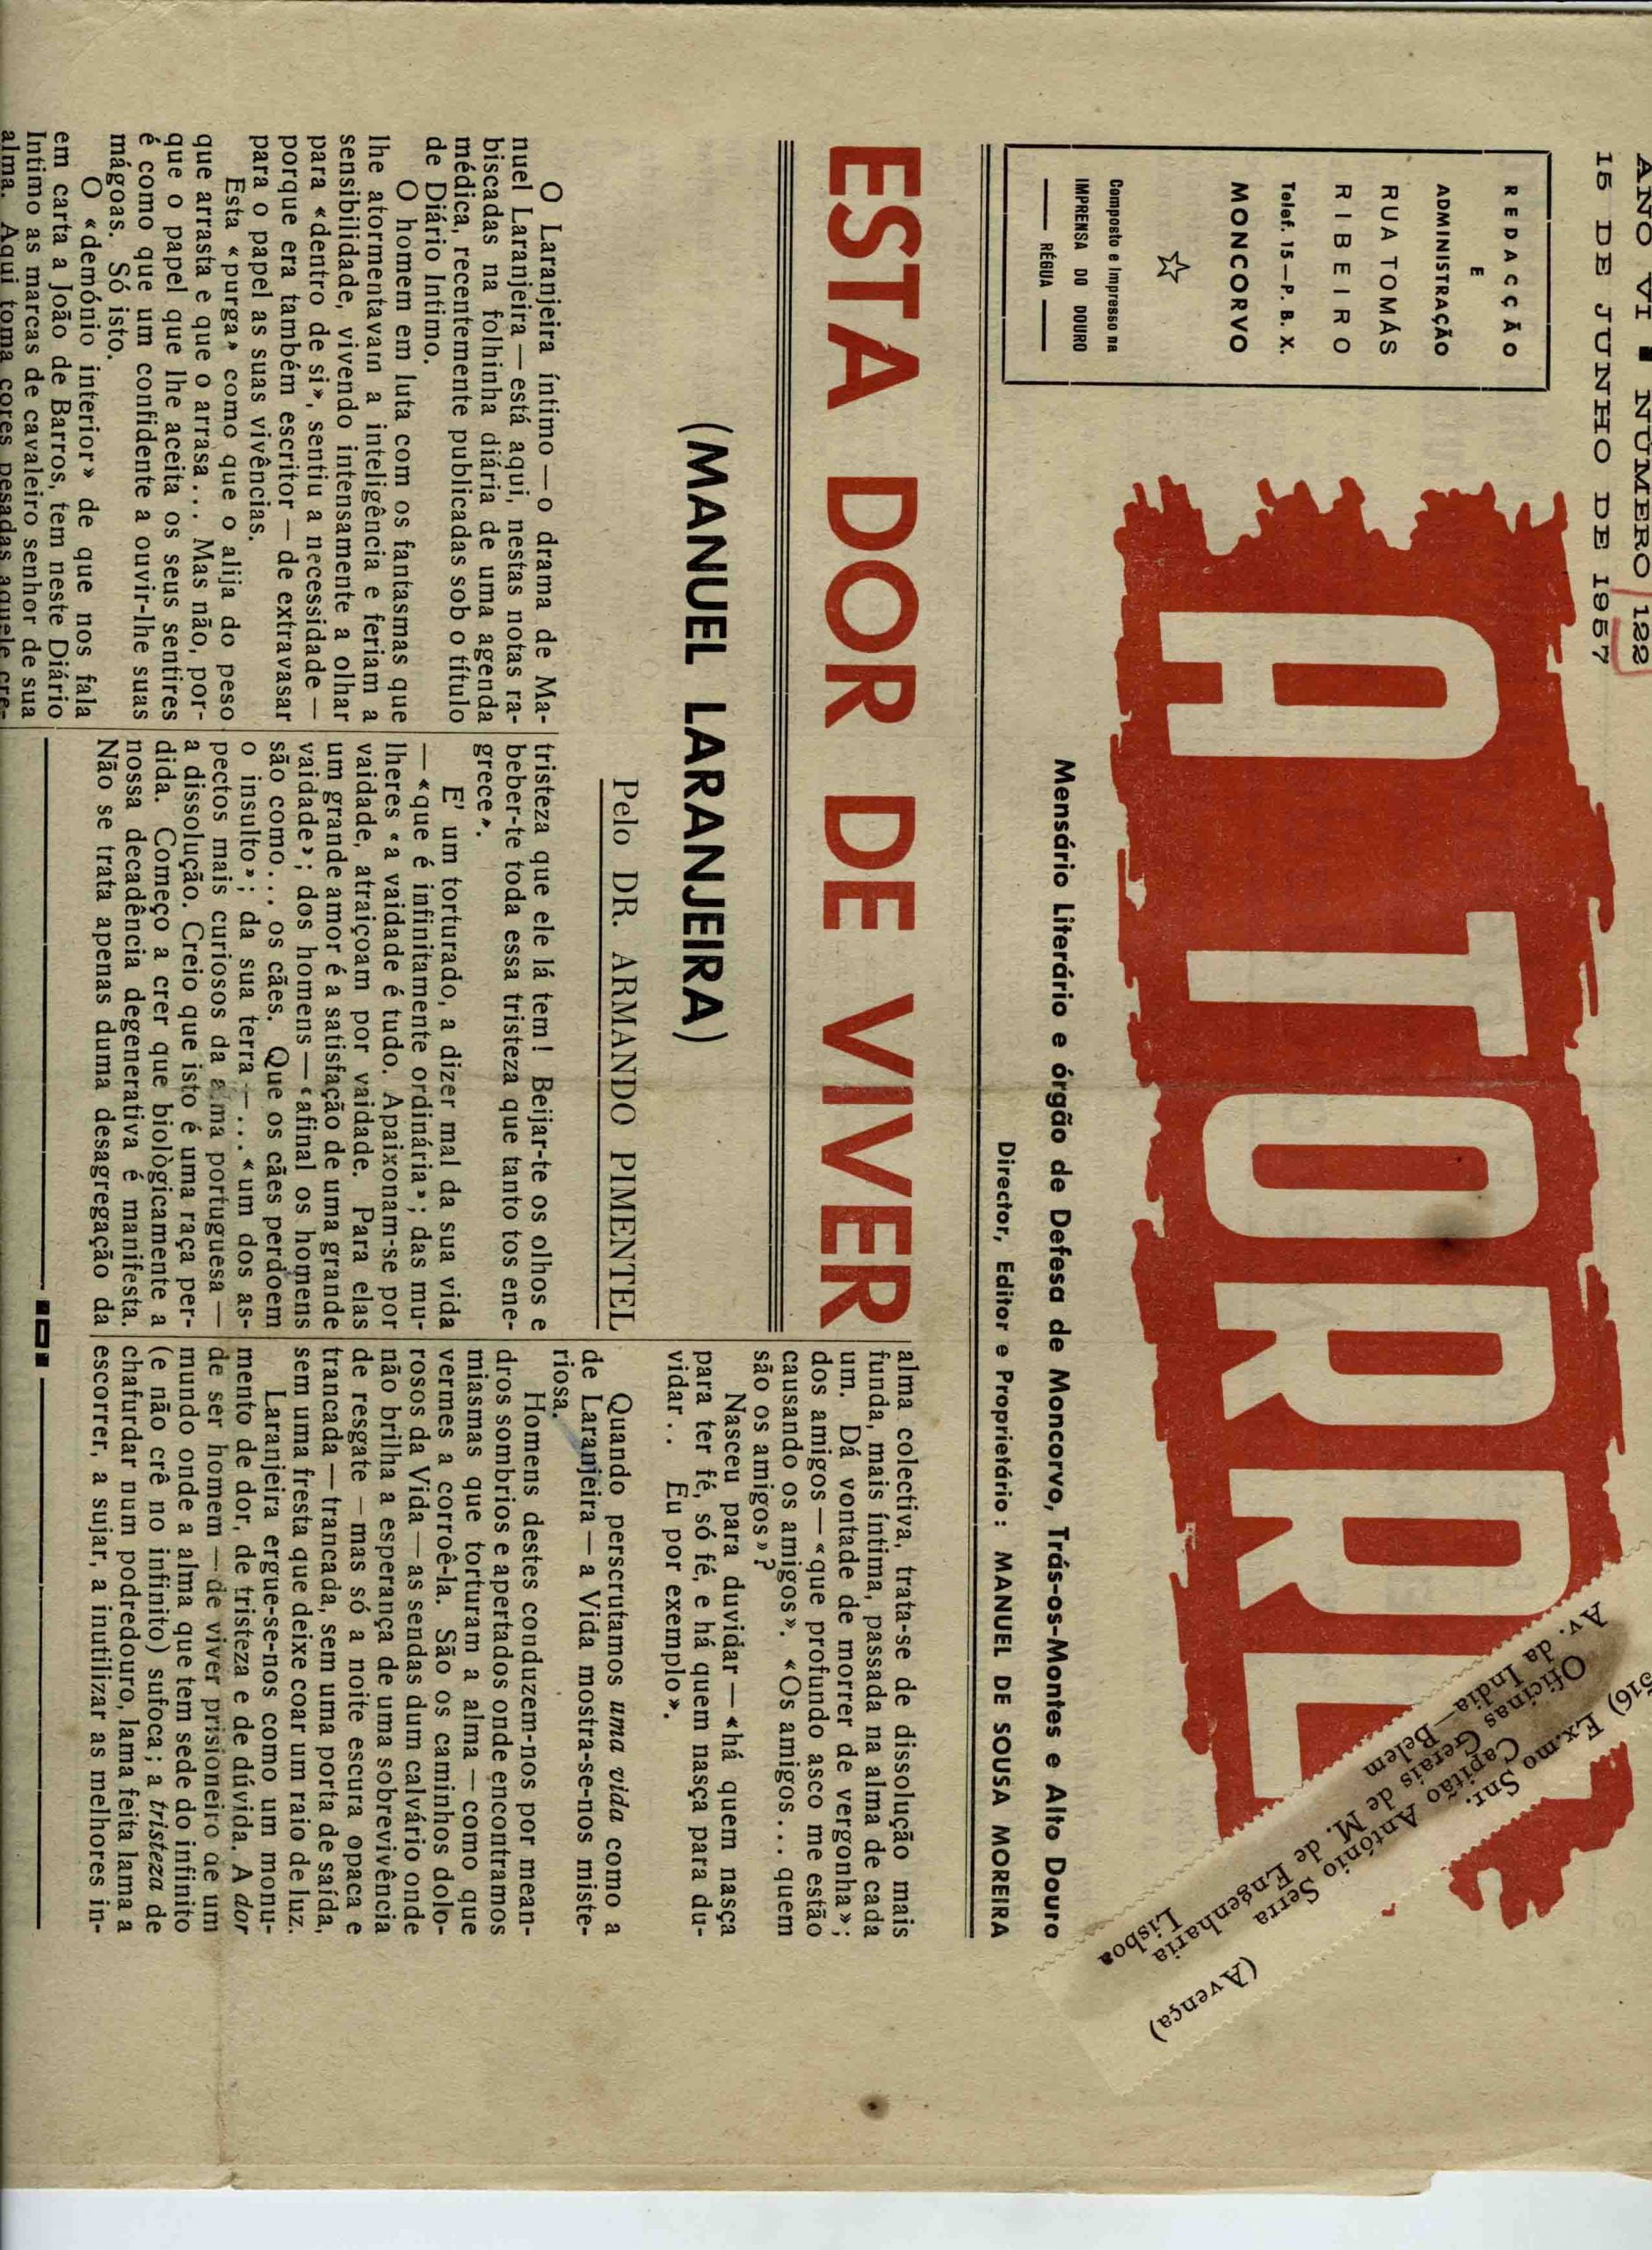 ANO VI ■ NÚMERO 122
15 DE JUNHO DE 1957
REDACÇÃO
E
ADMINISTRAÇÃO
RUA TOMÁS
RIBEIRO
Telef. 15—P. B. X.
MONCORVO
Composto e Impresso na
IMPRENSA DO DOURO
— RÉGUA —
A TORRE
516) Ex.mo Snr.
Capitão António Serra
Oficinas Gerais de M. de Engenharia
Av. da India—Belem
Lisboa
(Avença)
Mensário Literário e órgão de Defesa de Moncorvo, Trás-os-Montes e Alto Douro
Director, Editor e Proprietário: MANUEL DE SOUSA MOREIRA
ESTA DOR DE VIVER
(MANUEL LARANJEIRA)
Pelo DR. ARMANDO PIMENTEL
O Laranjeira íntimo—o drama de Ma-
nuel Laranjeira—está aqui, nestas notas ra-
biscadas na folhinha diária de uma agenda
médica, recentemente publicadas sob o título
de Diário Intimo.
O homem em luta com os fantasmas que
lhe atormentavam a inteligência e feriam a
sensibilidade, vivendo intensamente a olhar
para «dentro de si», sentiu a necessidade—
porque era também escritor—de extravasar
para o papel as suas vivências.
Esta «purga» como que o alija do peso
que arrasta e que o arrasa... Mas não, por-
que o papel que lhe aceita os seus sentires
é como que um confidente a ouvir-lhe suas
mágoas. Só isto.
O «demónio interior» de que nos fala
em carta a João de Barros, tem neste Diário
Intimo as marcas de cavaleiro senhor de sua
alma. Aqui toma cores pesadas aquele cre-
tristeza que ele lá tem! Beijar-te os olhos e
beber-te toda essa tristeza que tanto tos ene-
grece».
E' um torturado, a dizer mal da sua vida
—«que é infinitamente ordinária»; das mu-
lheres «a vaidade é tudo. Apaixonam-se por
vaidade, atraiçoam por vaidade. Para elas
um grande amor é a satisfação de uma grande
vaidade»; dos homens—«afinal os homens
são como... os cães. Que os cães perdoem
o insulto»; da sua terra—...«um dos as-
pectos mais curiosos da alma portuguesa—
a dissolução. Creio que isto é uma raça per-
dida. Começo a crer que biològicamente a
nossa decadência degenerativa é manifesta.
Não se trata apenas duma desagregação da
alma colectiva, trata-se de dissolução mais
funda, mais íntima, passada na alma de cada
um. Dá vontade de morrer de vergonha»;
dos amigos—«que profundo asco me estão
causando os amigos». «Os amigos... quem
são os amigos»?
Nasceu para duvidar—«há quem nasça
para ter fé, só fé, e há quem nasça para du-
vidar.. Eu por exemplo».
Quando perscrutamos uma vida como a
de Laranjeira—a Vida mostra-se-nos miste-
riosa.
Homens destes conduzem-nos por mean-
dros sombrios e apertados onde encontramos
miasmas que torturam a alma—como que
vermes a corroê-la. São os caminhos dolo-
rosos da Vida—as sendas dum calvário onde
não brilha a esperança de uma sobrevivência
de resgate—mas só a noite escura opaca e
trancada—trancada, sem uma porta de saída,
sem uma fresta que deixe coar um raio de luz.
Laranjeira ergue-se-nos como um monu-
mento de dor, de tristeza e de dúvida. A dor
de ser homem—de viver prisioneiro de um
mundo onde a alma que tem sede do infinito
(e não crê no infinito) sufoca; a tristeza de
chafurdar num podredouro, lama feita lama a
escorrer, a sujar, a inutilizar as melhores in-